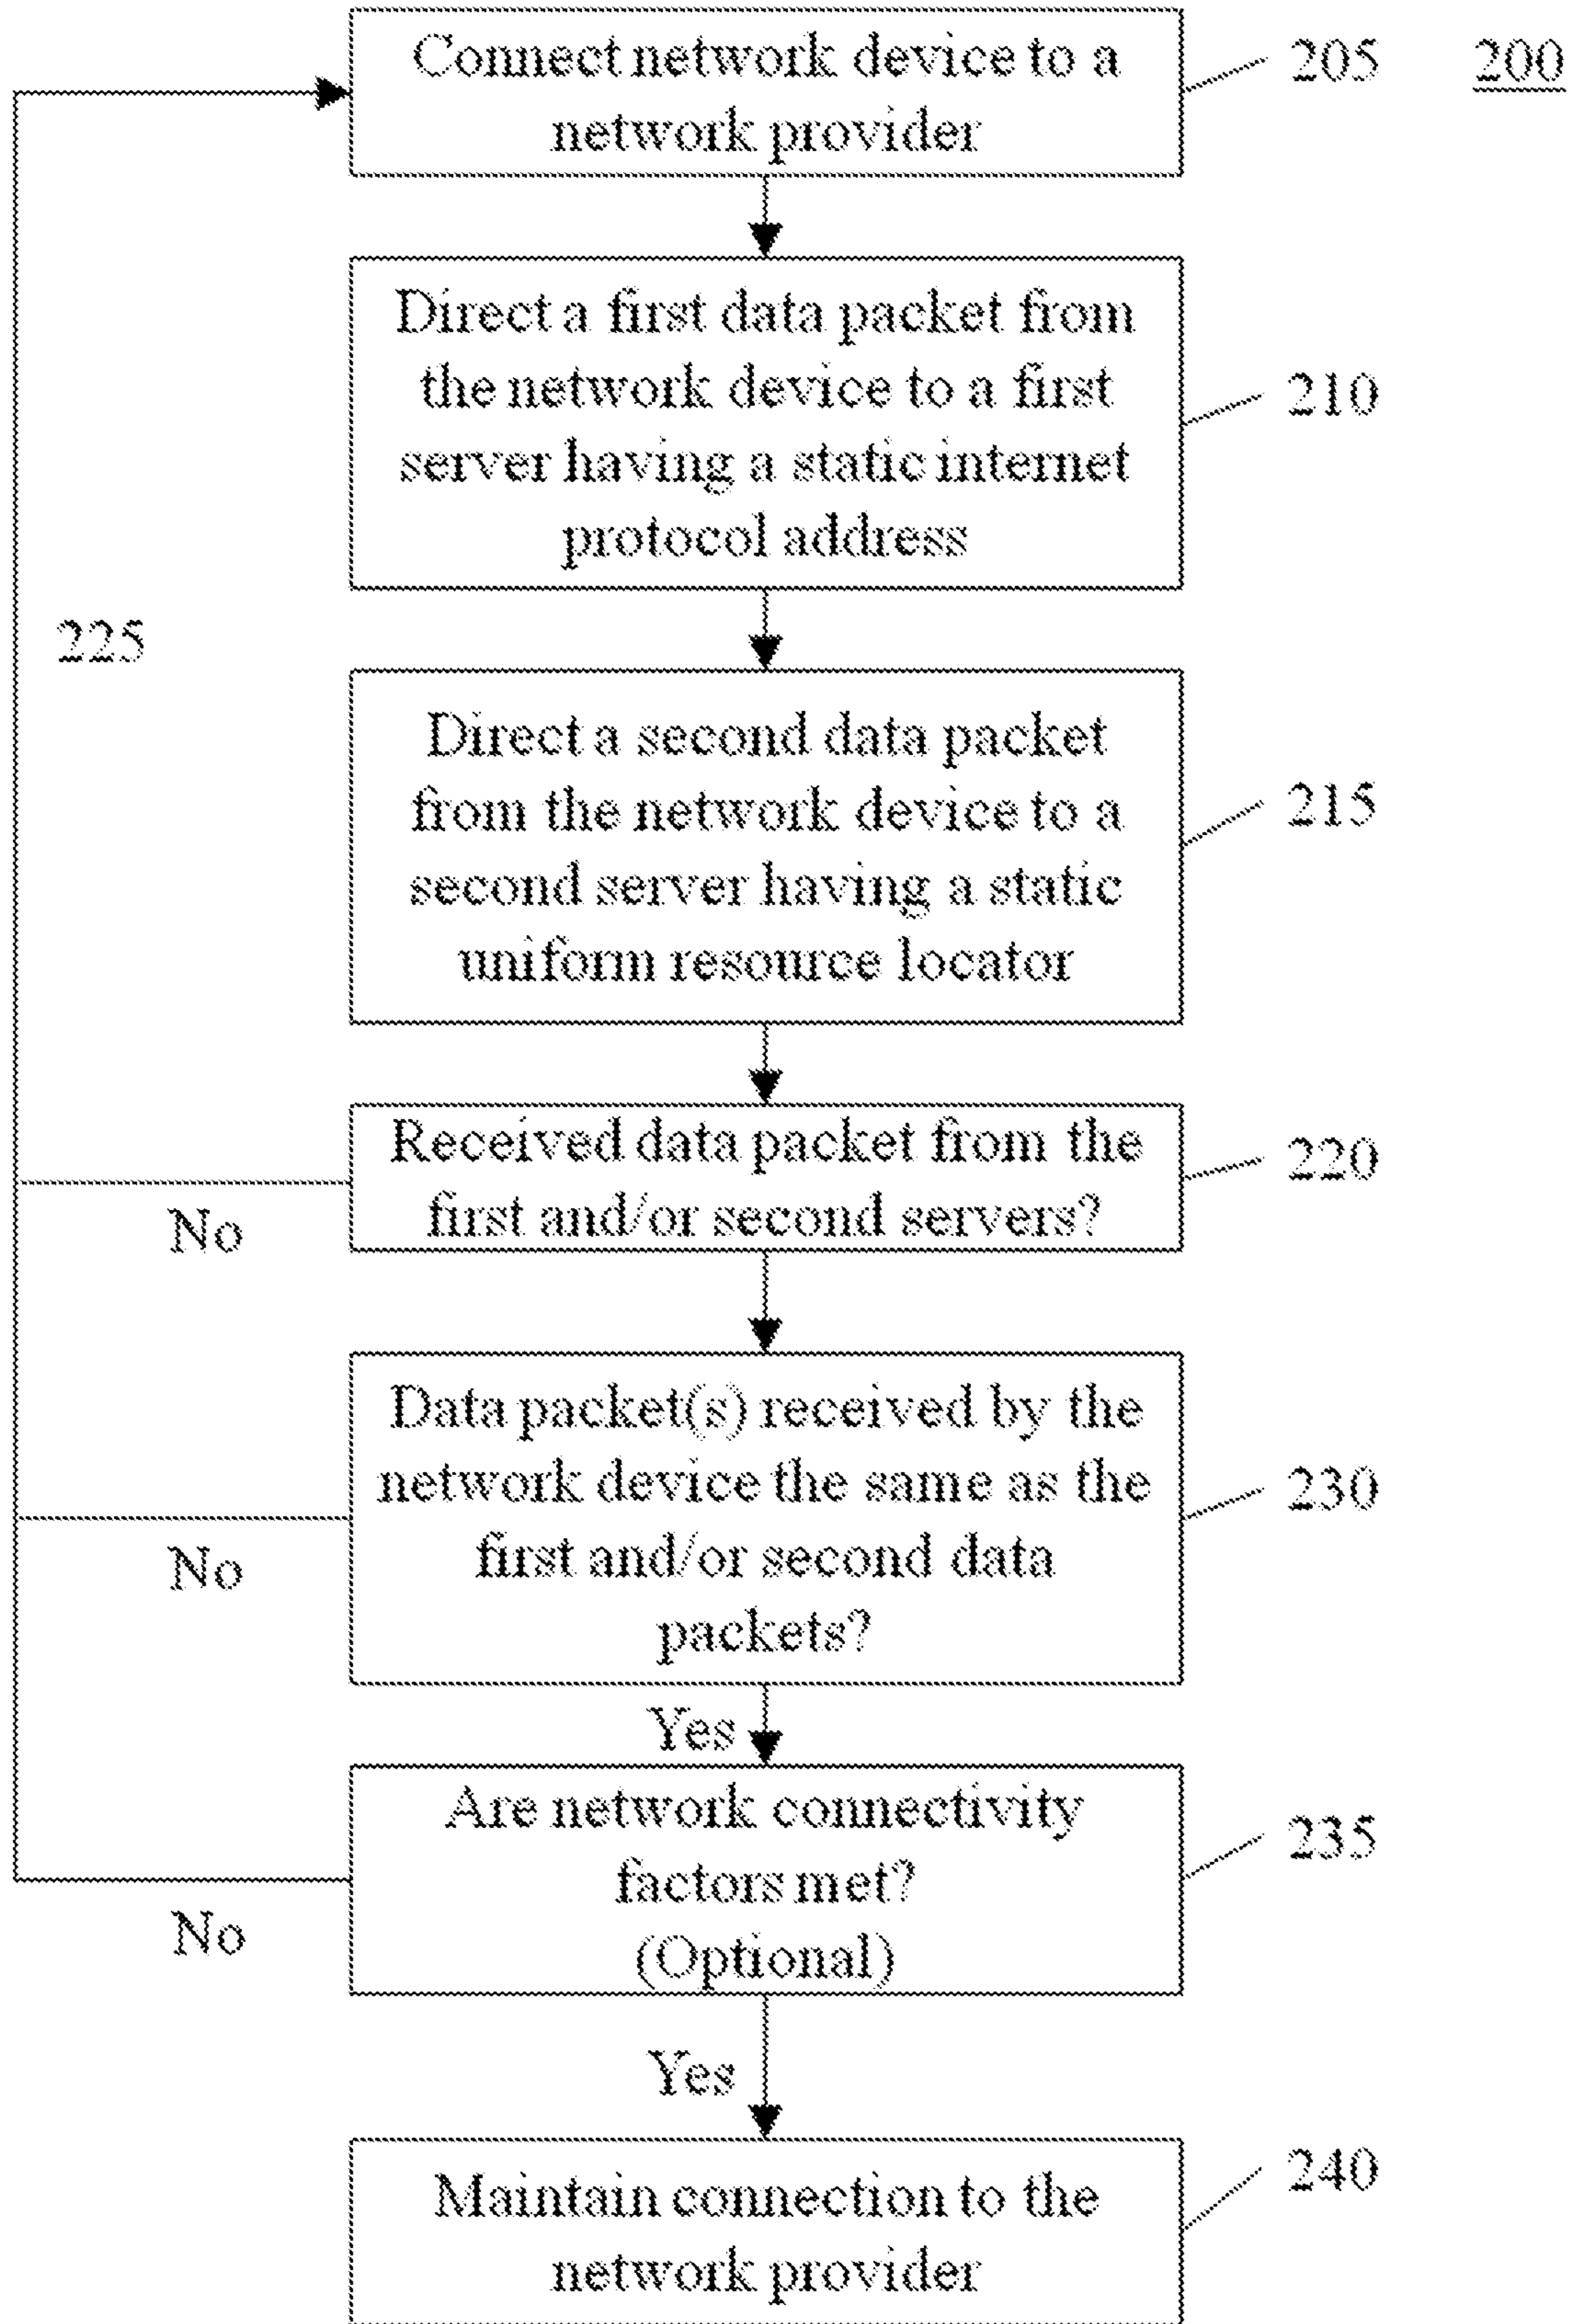 Connect network device to a
network provider
205
200
Direct a first data packet from
the network device to a first
server having a static internet
protocol address
210
225
Direct a second data packet
from the network device to a
second server having a static
uniform resource locator
215
Received data packet from the
first and/or second servers?
220
No
Data packet(s) received by the
network device the same as the
first and/or second data
packets?
230
No
Yes
Are network connectivity
factors met?
(Optional)
235
No
Yes
Maintain connection to the
network provider
240